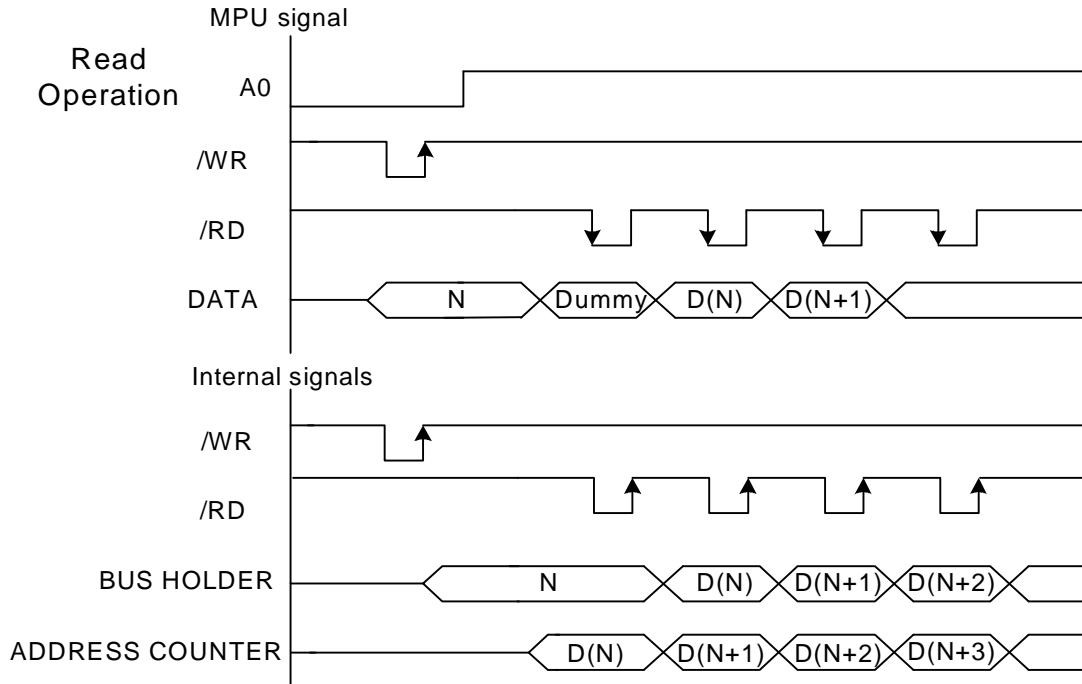 MPU signal
Read
Operation
A0
/WR
/RD
DATA N Dummy D(N) D(N+1)
Internal signals
/WR
/RD
BUS HOLDER N D(N) D(N+1) D(N+2)
ADDRESS COUNTER D(N) D(N+1) D(N+2) D(N+3)